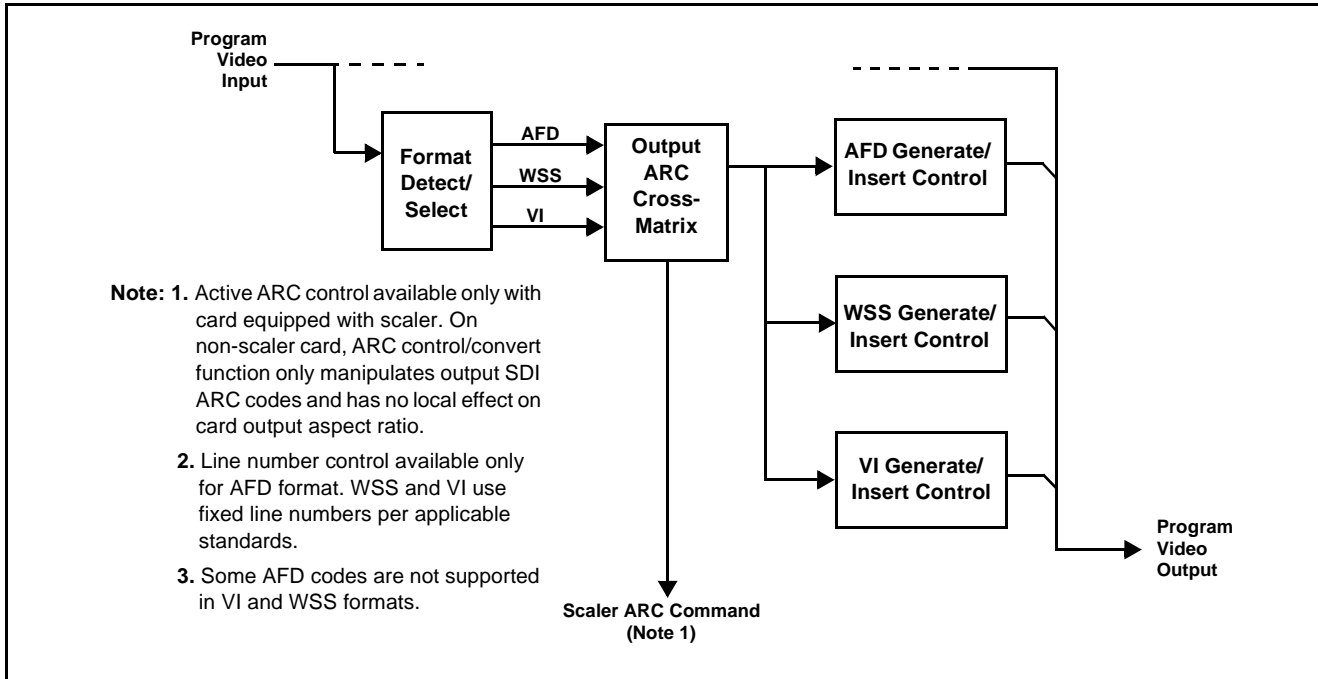 Program
Video
Input
Format
Detect/
Select
AFD
WSS
VI
Output
ARC
Cross-
Matrix
AFD Generate/
Insert Control
WSS Generate/
Insert Control
VI Generate/
Insert Control
Program
Video
Output
Scaler ARC Command
(Note 1)
Note: 1. Active ARC control available only with
card equipped with scaler. On
non-scaler card, ARC control/convert
function only manipulates output SDI
ARC codes and has no local effect on
card output aspect ratio.
2. Line number control available only
for AFD format. WSS and VI use
fixed line numbers per applicable
standards.
3. Some AFD codes are not supported
in VI and WSS formats.